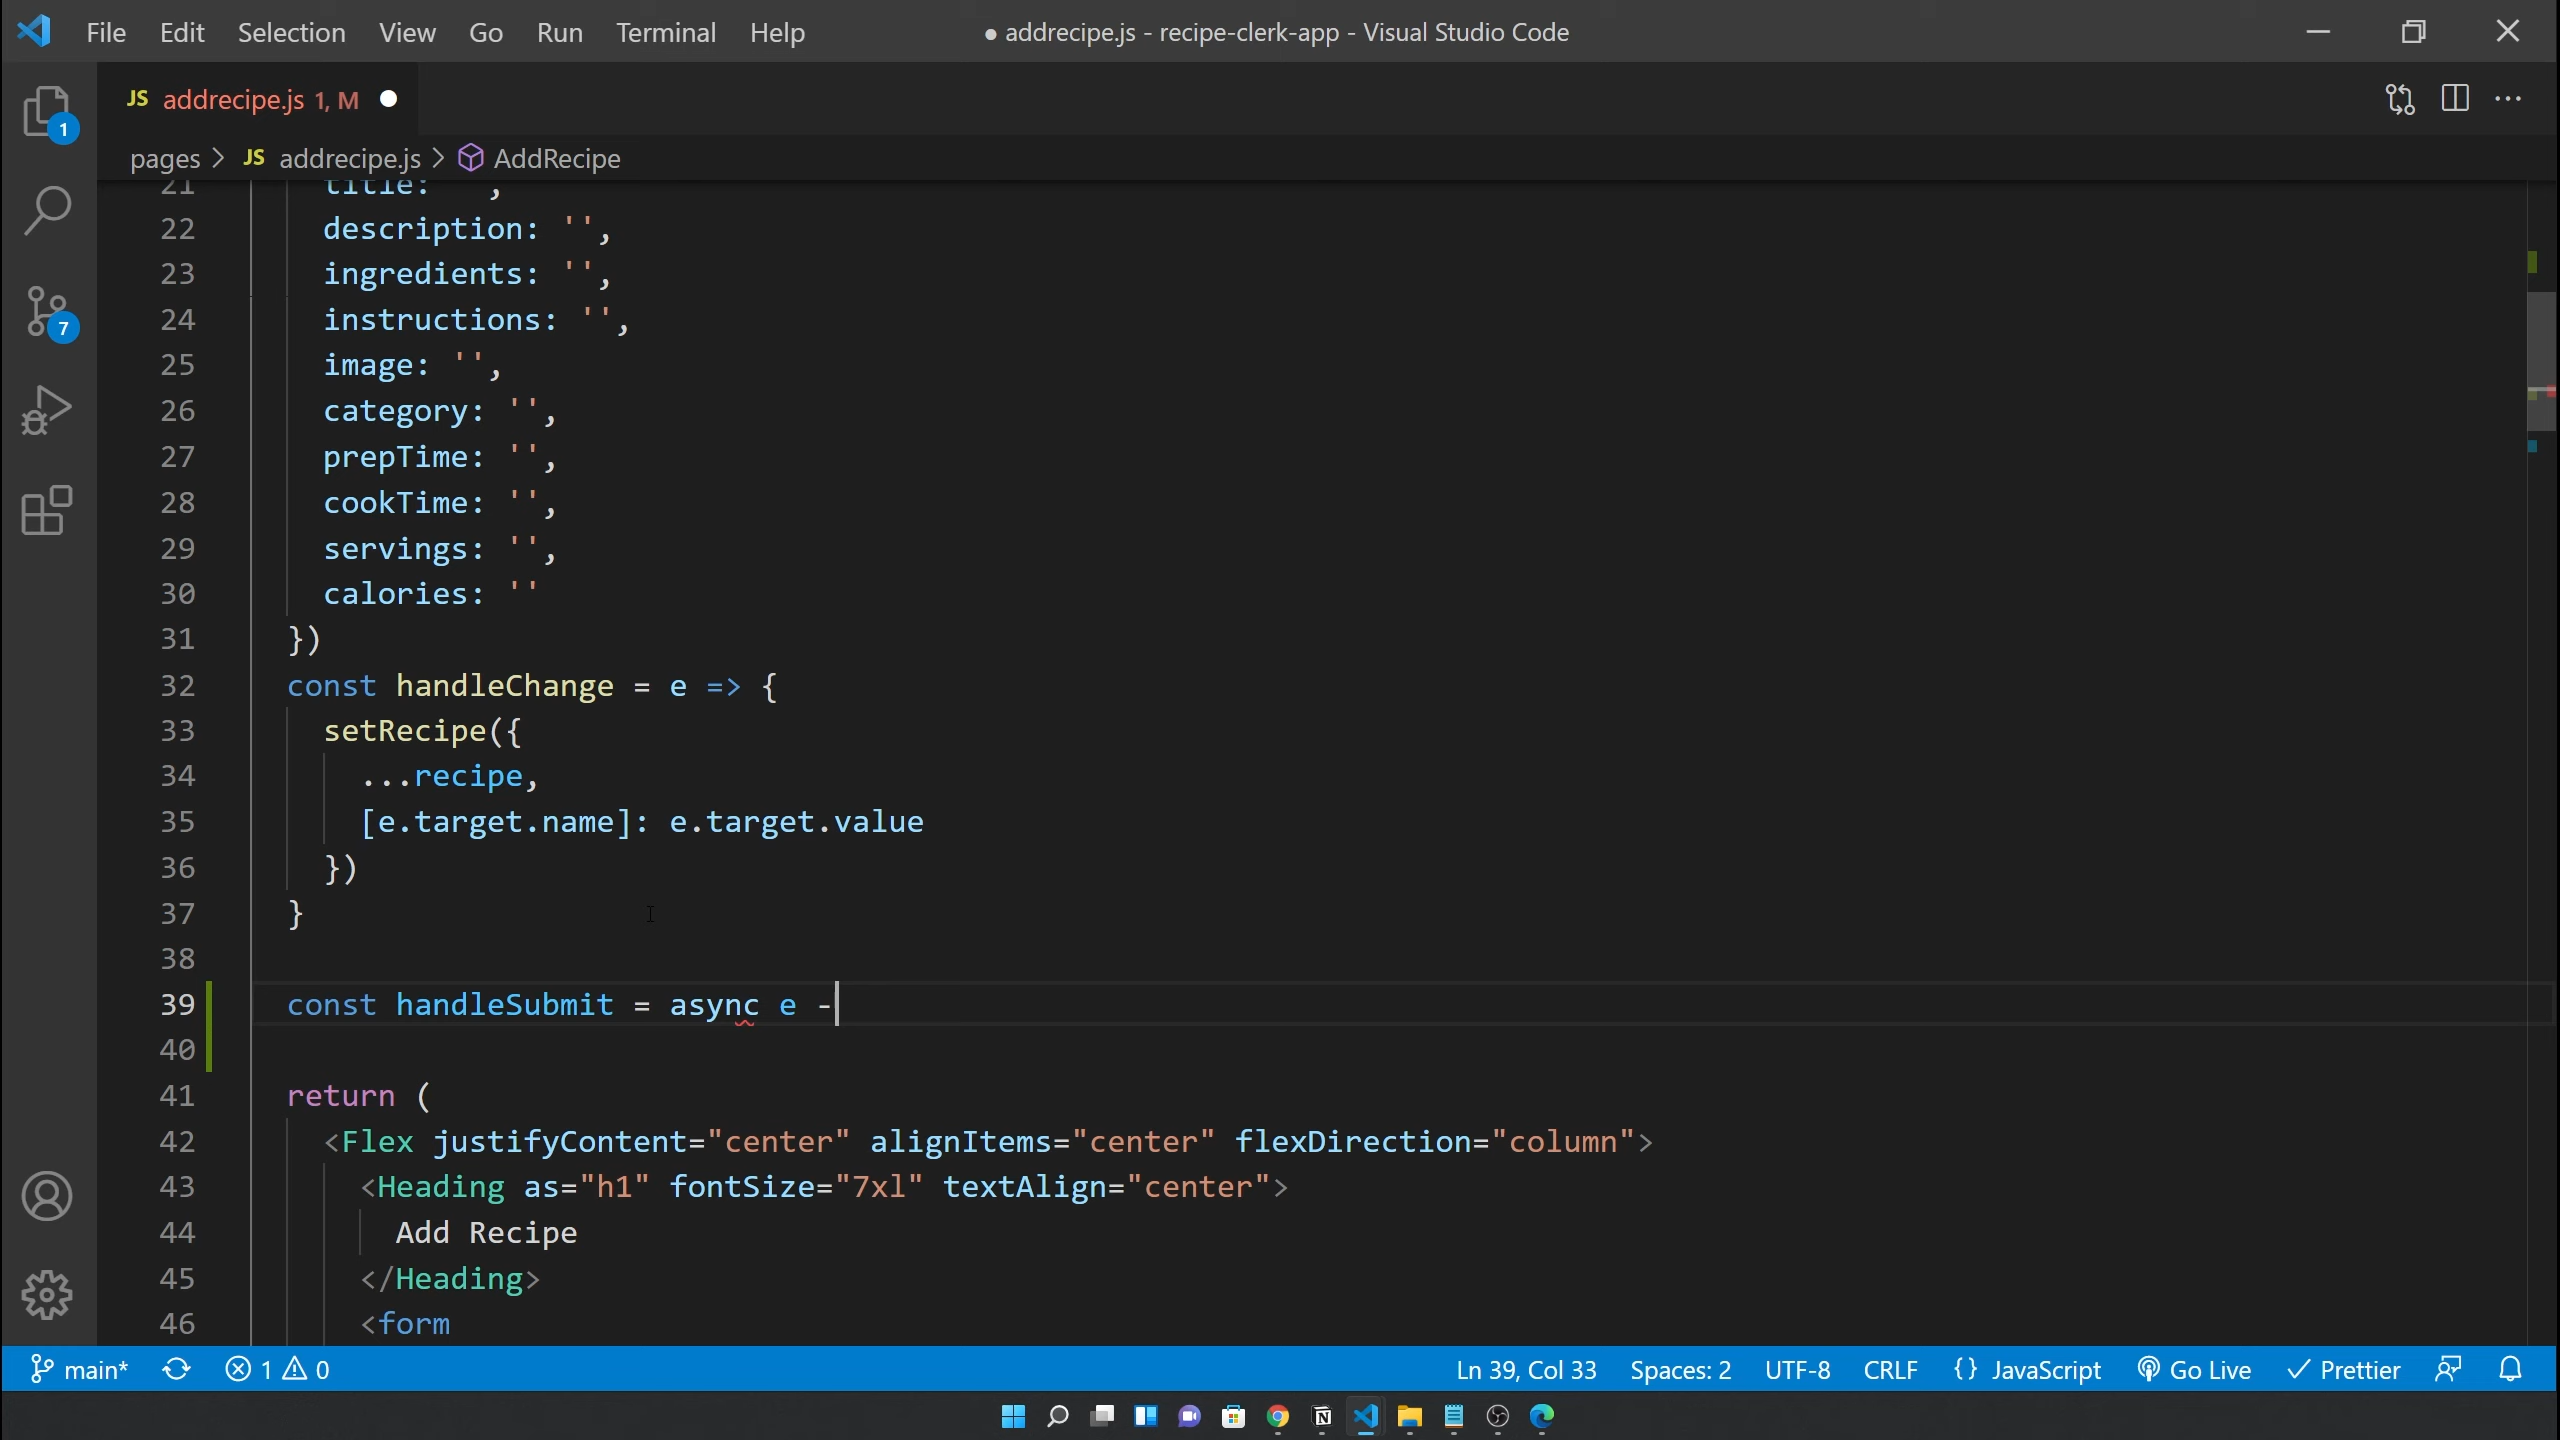 File Edit Selection View Go Run Terminal Help
● addrecipe.js - recipe-clerk-app - Visual Studio Code
JS addrecipe.js 1, M
pages > JS addrecipe.js > AddRecipe
1
7
21 title: '',
22 description: '',
23 ingredients: '',
24 instructions: '',
25 image: '',
26 category: '',
27 prepTime: '',
28 cookTime: '',
29 servings: '',
30 calories: ''
31 })
32 const handleChange = e => {
33 setRecipe({
34 ...recipe,
35 [e.target.name]: e.target.value
36 })
37 }
38
39 const handleSubmit = async e -
40
41 return (
42 <Flex justifyContent="center" alignItems="center" flexDirection="column">
43 <Heading as="h1" fontSize="7xl" textAlign="center">
44 Add Recipe
45 </Heading>
46 <form
main* 1 0 Ln 39, Col 33 Spaces: 2 UTF-8 CRLF {} JavaScript Go Live Prettier